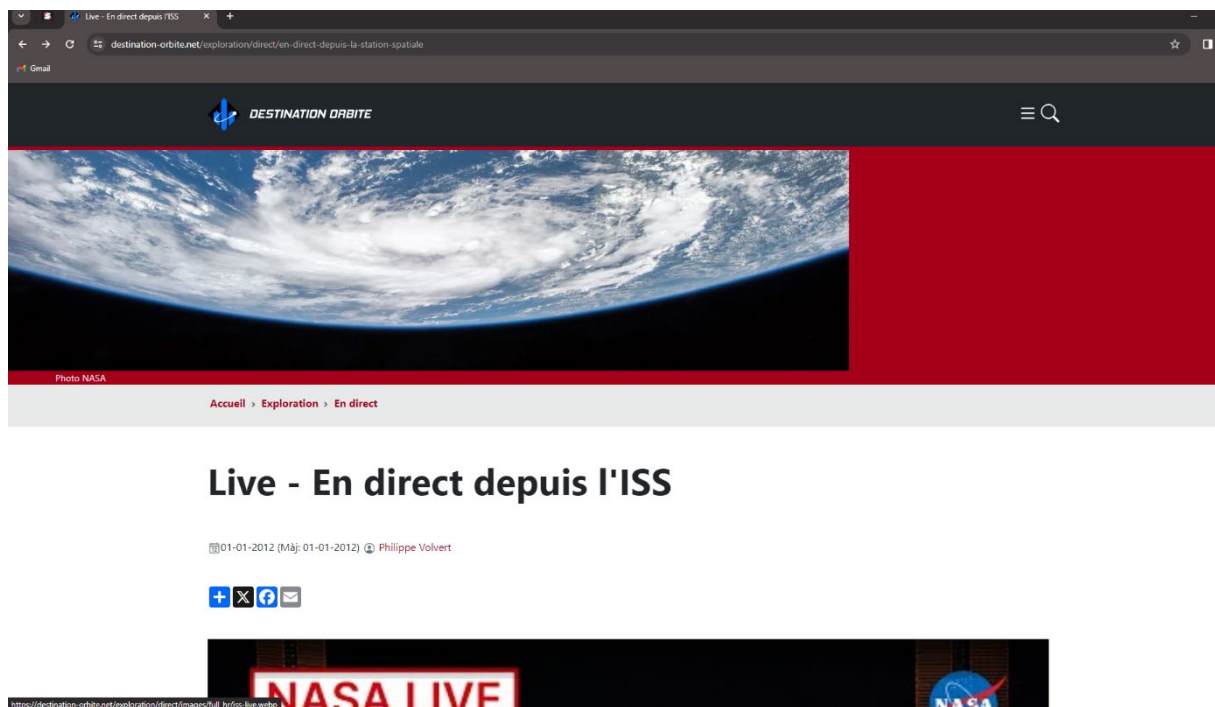 Live - En direct depuis l'ISS
destination-orbite.net/exploration/direct/en-direct-depuis-la-station-spatiale
Gmail
DESTINATION ORBITE
Photo NASA
Accueil › Exploration › En direct
Live - En direct depuis l'ISS
01-01-2012 (Màj: 01-01-2012) Philippe Volvert
NASA LIVE
NASA
https://destination-orbite.net/exploration/direct/images/full_hr/iss-live.webp